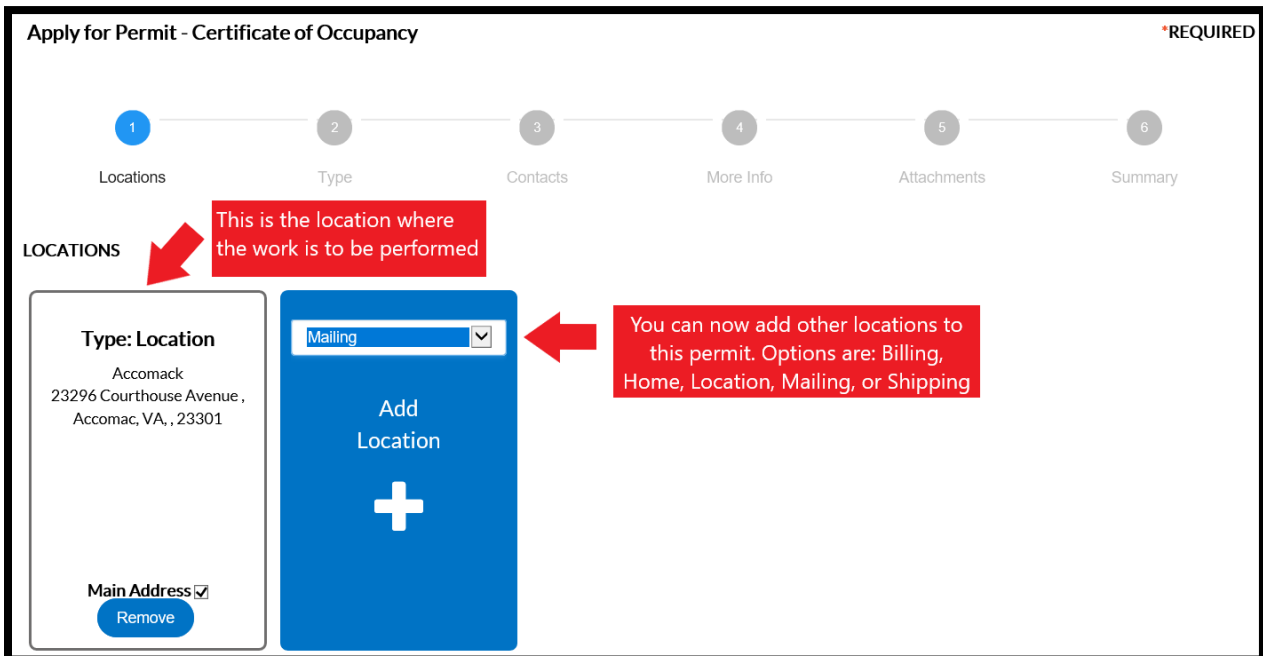 Apply for Permit - Certificate of Occupancy
*REQUIRED
1
2
3
4
5
6
Locations
Type
Contacts
More Info
Attachments
Summary
This is the location where
the work is to be performed
LOCATIONS
Type: Location
Accomack
23296 Courthouse Avenue ,
Accomac, VA, , 23301
Main Address
Remove
Mailing
Add
Location
You can now add other locations to
this permit. Options are: Billing,
Home, Location, Mailing, or Shipping